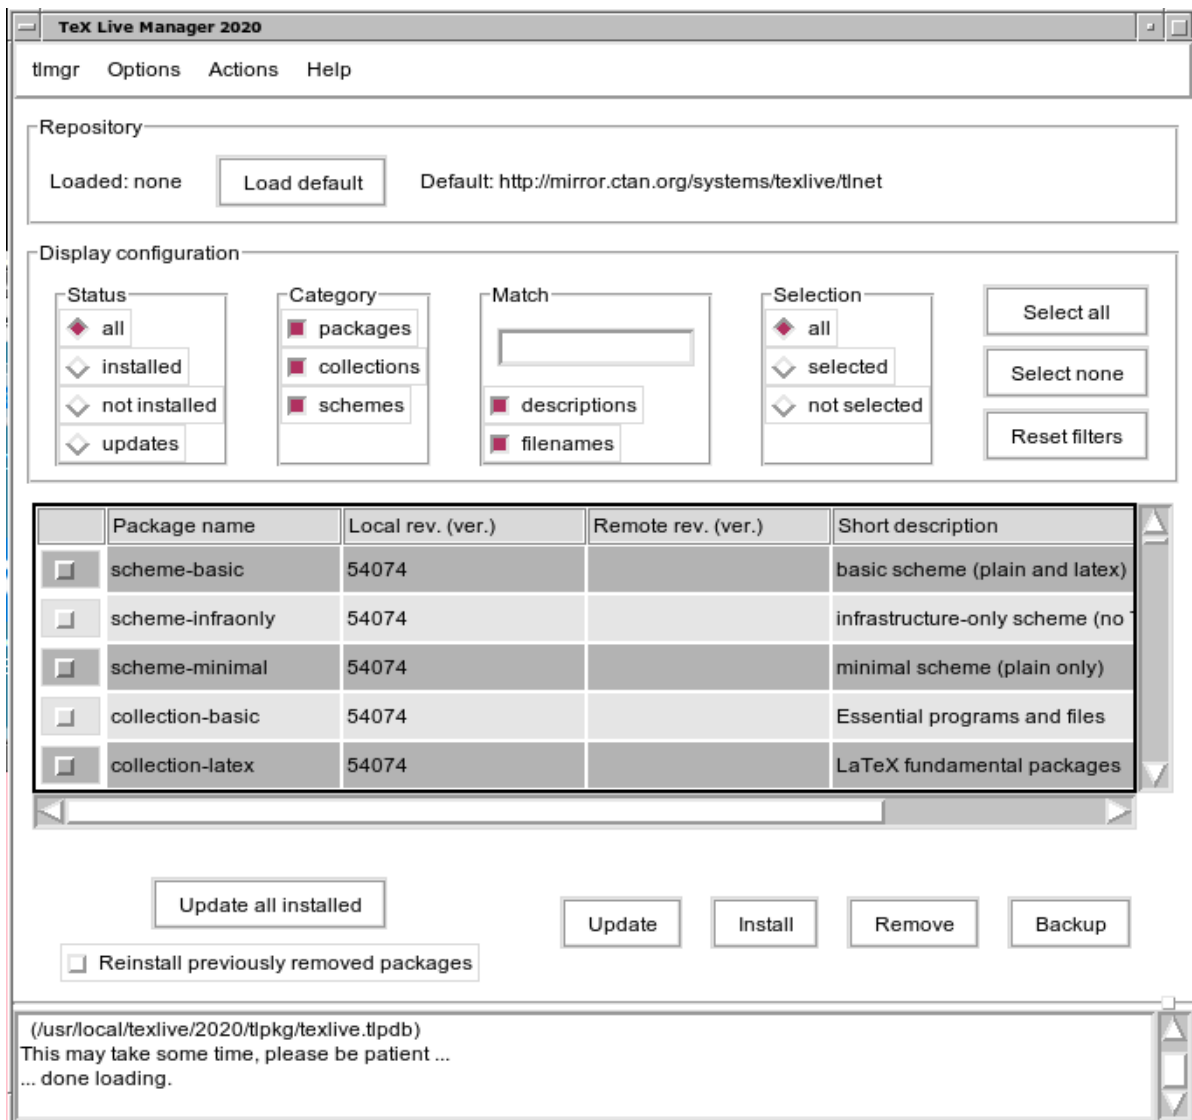 TeX Live Manager 2020
tlmgr Options Actions Help
Repository
Loaded: none Load default Default: http://mirror.ctan.org/systems/texlive/tlnet
Display configuration
Status Category Match Selection
all packages all Select all
installed collections selected Select none
not installed schemes descriptions not selected Reset filters
updates filenames
Package name Local rev. (ver.) Remote rev. (ver.) Short description
scheme-basic 54074 basic scheme (plain and latex)
scheme-infraonly 54074 infrastructure-only scheme (no
scheme-minimal 54074 minimal scheme (plain only)
collection-basic 54074 Essential programs and files
collection-latex 54074 LaTeX fundamental packages
Update all installed Update Install Remove Backup
Reinstall previously removed packages
(/usr/local/texlive/2020/tlpkg/texlive.tlpdb)
This may take some time, please be patient ...
... done loading.